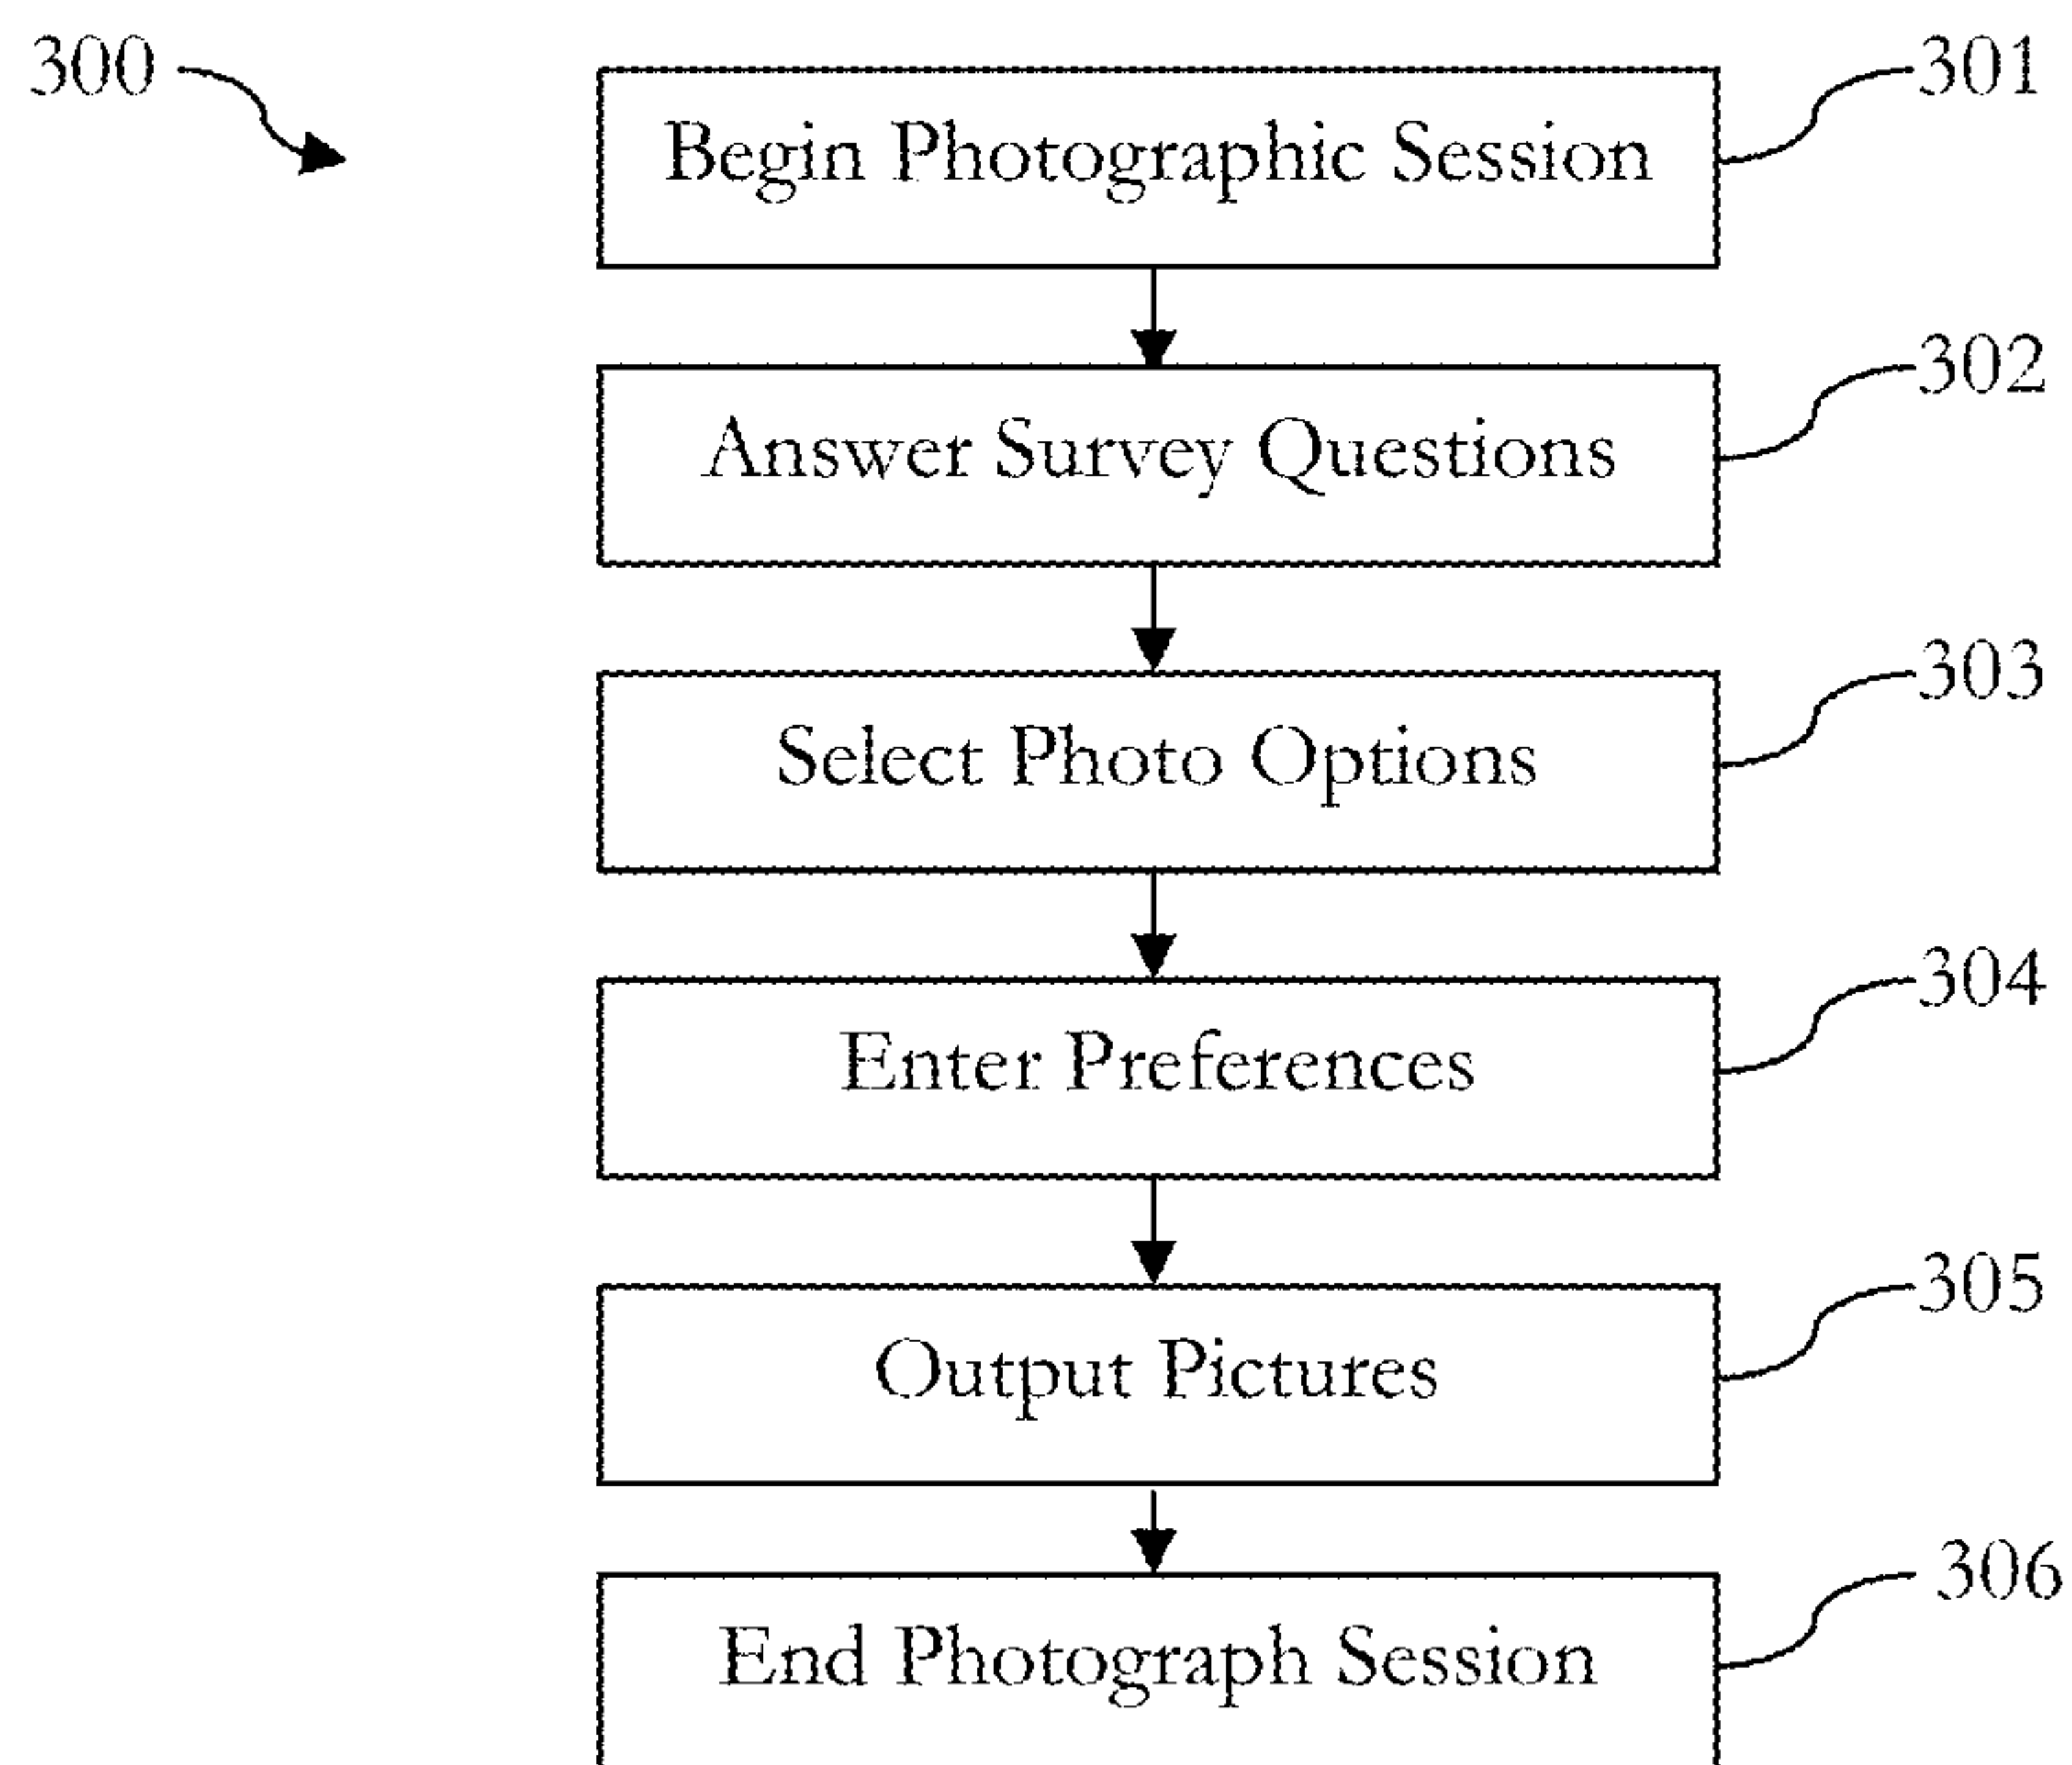 300
Begin Photographic Session
301
Answer Survey Questions
302
Select Photo Options
303
Enter Preferences
304
Output Pictures
305
End Photograph Session
306